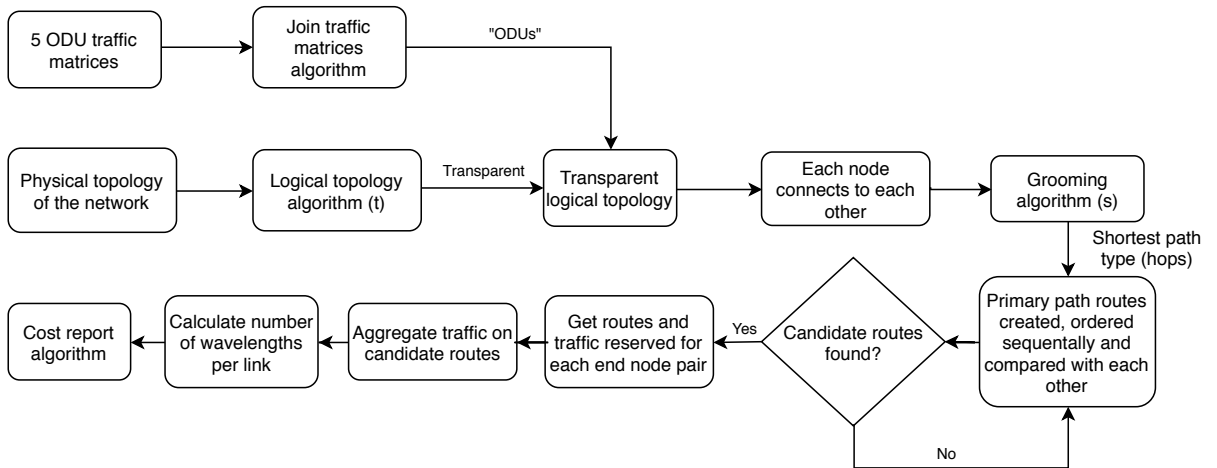 5 ODU traffic
matrices
Join traffic
matrices
algorithm
"ODUs"
Physical topology
of the network
Logical topology
algorithm (t)
Transparent
Transparent
logical topology
Each node
connects to each
other
Grooming
algorithm (s)
Shortest path
type (hops)
Primary path routes
created, ordered
sequentially and
compared with each
other
Candidate routes
found?
Yes
No
Get routes and
traffic reserved for
each end node pair
Aggregate traffic on
candidate routes
Calculate number
of wavelengths
per link
Cost report
algorithm